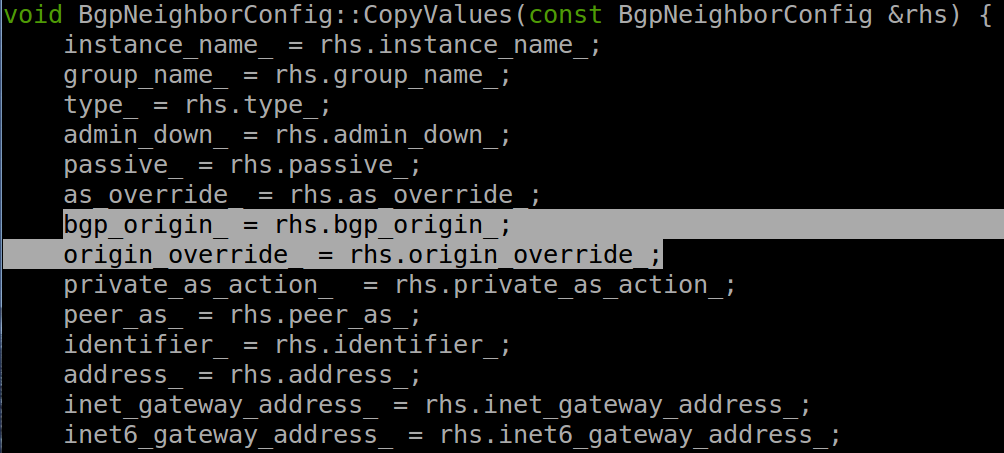 void BgpNeighborConfig::CopyValues(const BgpNeighborConfig &rhs) {
    instance_name_ = rhs.instance_name_;
    group_name_ = rhs.group_name_;
    type_ = rhs.type_;
    admin_down_ = rhs.admin_down_;
    passive_ = rhs.passive_;
    as_override_ = rhs.as_override_;
    bgp_origin_ = rhs.bgp_origin_;
    origin_override_ = rhs.origin_override_;
    private_as_action_  = rhs.private_as_action_;
    peer_as_ = rhs.peer_as_;
    identifier_ = rhs.identifier_;
    address_ = rhs.address_;
    inet_gateway_address_ = rhs.inet_gateway_address_;
    inet6_gateway_address_ = rhs.inet6_gateway_address_;